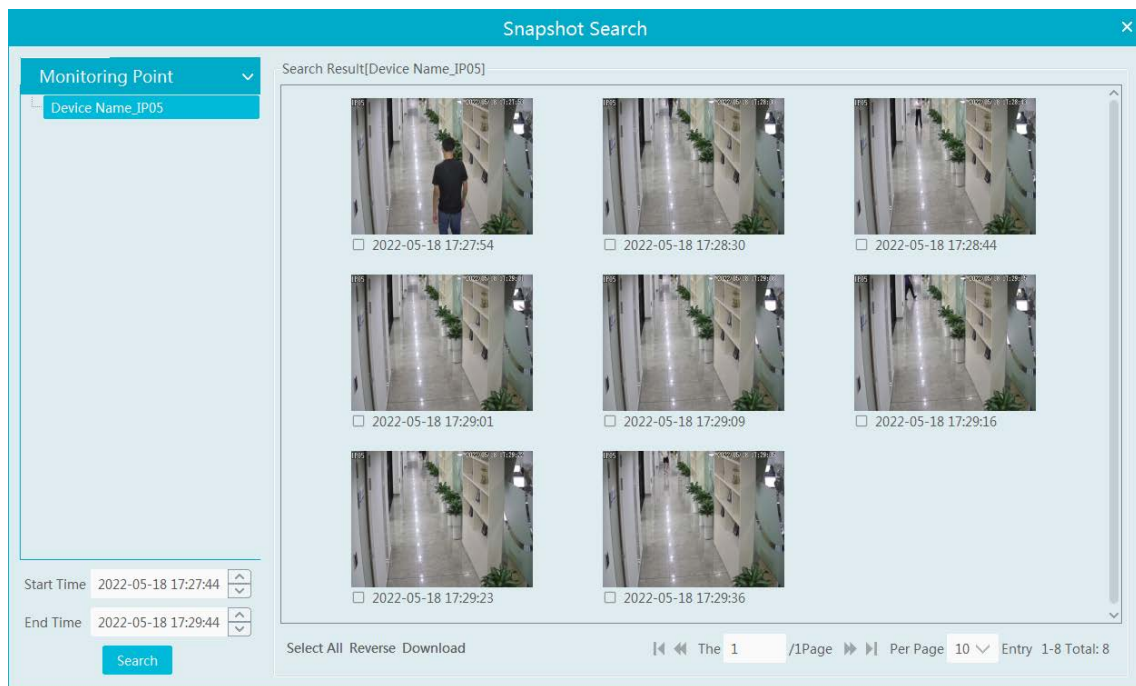 Snapshot Search
Monitoring Point
Device Name_IP05
Search Result[Device Name_IP05]
2022-05-18 17:27:54
2022-05-18 17:28:30
2022-05-18 17:28:44
2022-05-18 17:29:01
2022-05-18 17:29:09
2022-05-18 17:29:16
2022-05-18 17:29:23
2022-05-18 17:29:36
Start Time 2022-05-18 17:27:44
End Time 2022-05-18 17:29:44
Search
Select All Reverse Download
The 1 /1Page Per Page 10 Entry 1-8 Total: 8